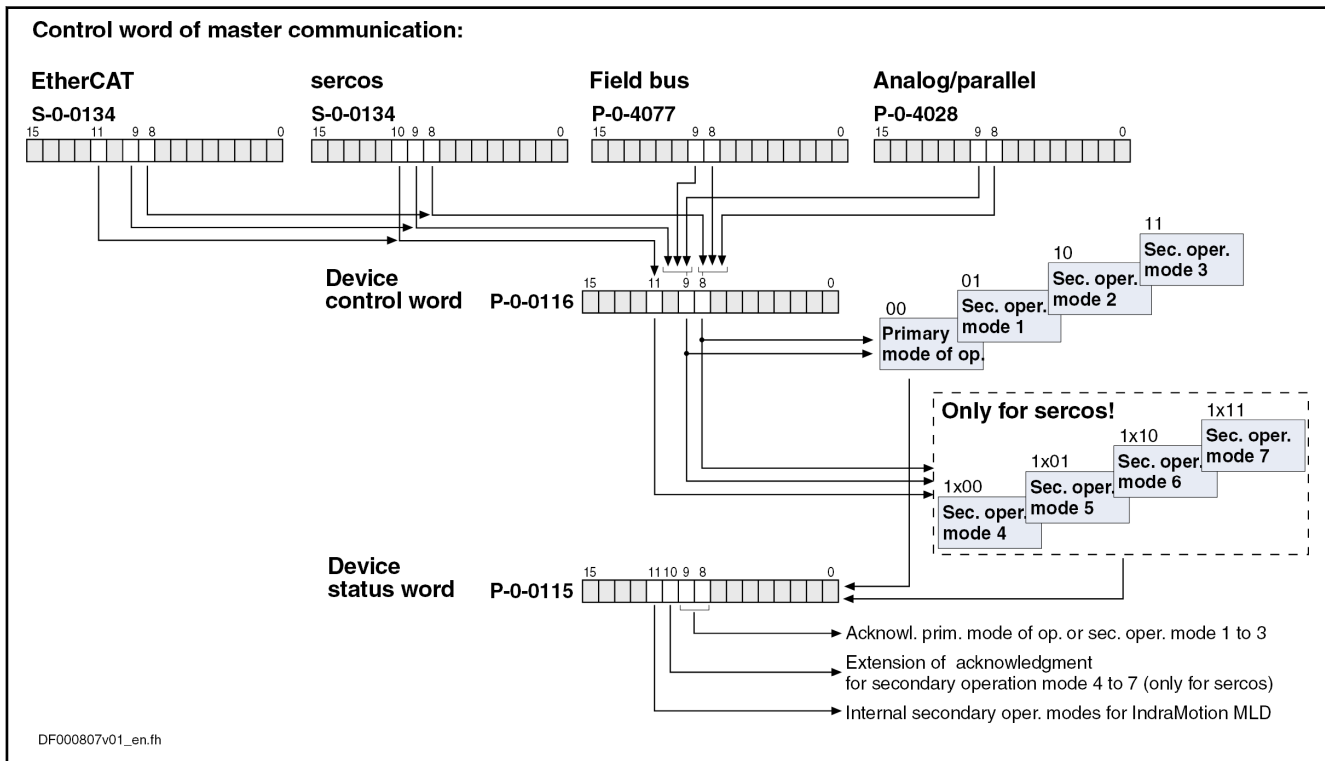 Control word of master communication:
EtherCAT
S-0-0134
15 11 9 8 0
sercos
S-0-0134
15 10 9 8 0
Field bus
P-0-4077
15 9 8 0
Analog/parallel
P-0-4028
15 9 8 0
Device
control word P-0-0116
15 11 9 8 0
00
Primary
mode of op.
01
Sec. oper.
mode 1
10
Sec. oper.
mode 2
11
Sec. oper.
mode 3
Only for sercos!
1x00
Sec. oper.
mode 4
1x01
Sec. oper.
mode 5
1x10
Sec. oper.
mode 6
1x11
Sec. oper.
mode 7
Device
status word P-0-0115
15 11 10 9 8 0
Acknowl. prim. mode of op. or sec. oper. mode 1 to 3
Extension of acknowledgment
for secondary operation mode 4 to 7 (only for sercos)
Internal secondary oper. modes for IndraMotion MLD
DF000807v01_en.fh